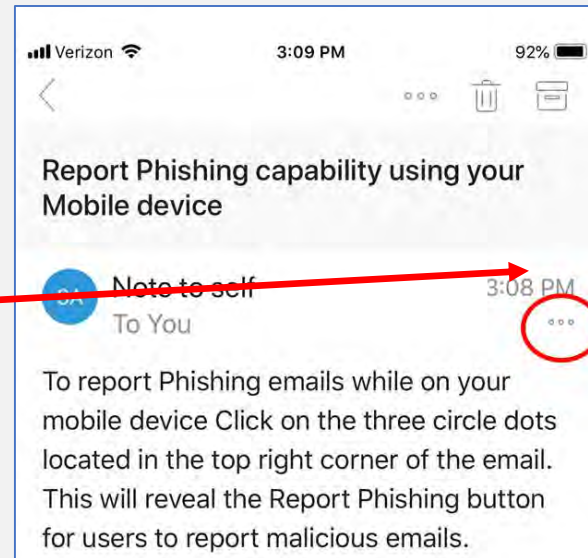 Verizon 3:09 PM 92%
Report Phishing capability using your
Mobile device
Note to self 3:08 PM
To You
To report Phishing emails while on your
mobile device Click on the three circle dots
located in the top right corner of the email.
This will reveal the Report Phishing button
for users to report malicious emails.